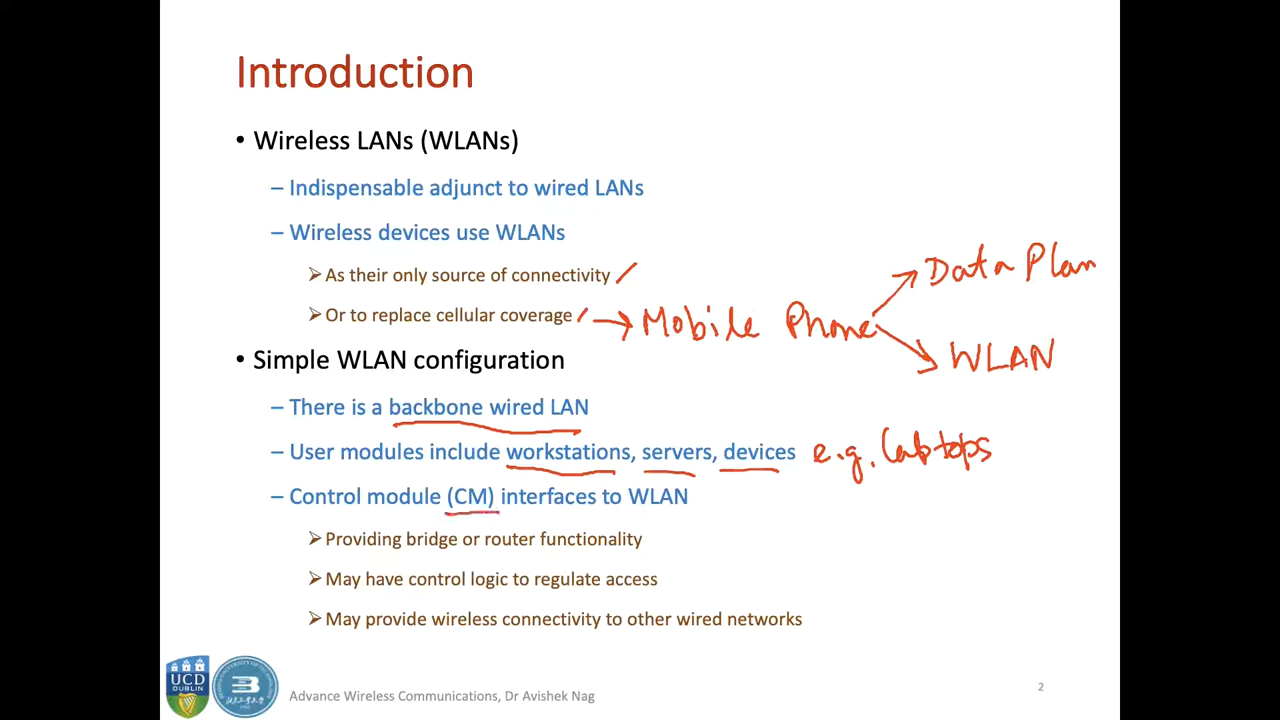 Introduction
• Wireless LANs (WLANs)
– Indispensable adjunct to wired LANs
– Wireless devices use WLANs
➢ As their only source of connectivity
Data Plan
➢ Or to replace cellular coverage → Mobile Phone
WLAN
• Simple WLAN configuration
– There is a backbone wired LAN
– User modules include workstations, servers, devices e.g. laptops
– Control module (CM) interfaces to WLAN
➢ Providing bridge or router functionality
➢ May have control logic to regulate access
➢ May provide wireless connectivity to other wired networks
UCD
DUBLIN
Advance Wireless Communications, Dr Avishek Nag
2